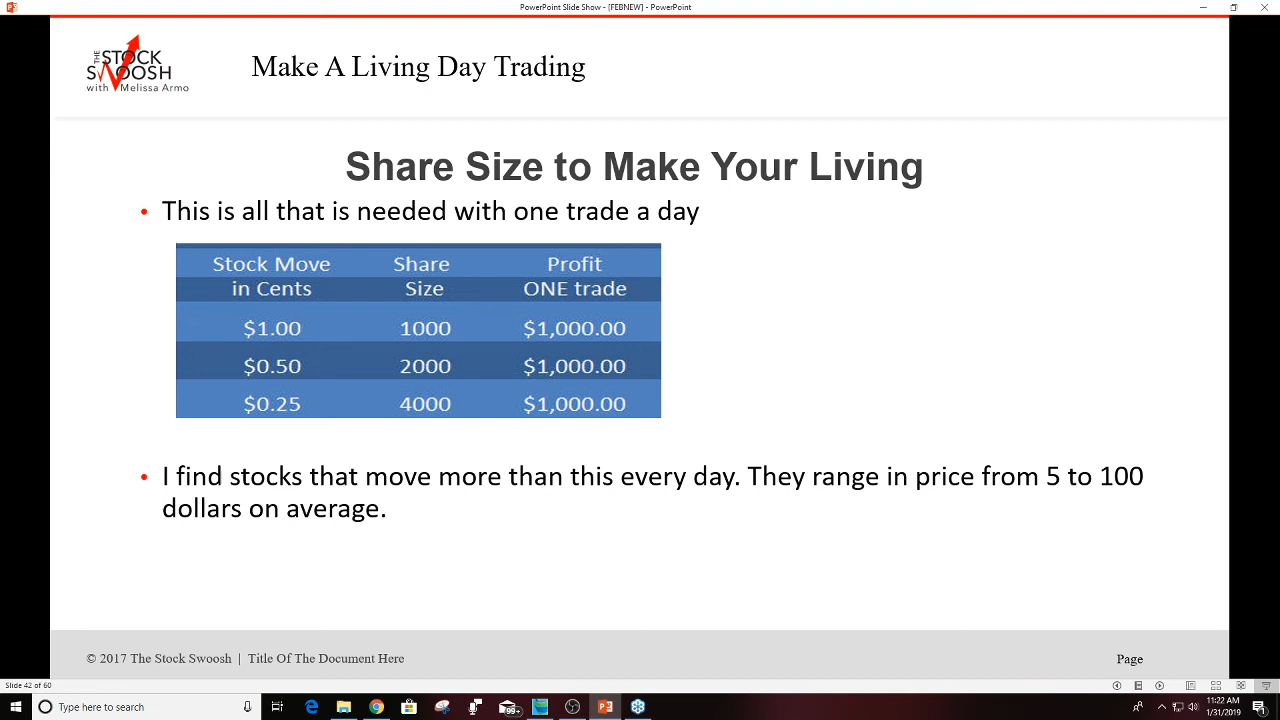 PowerPoint Slide Show - [FEBNEW] - PowerPoint
THE
STOCK
SWOOSH
with Melissa Armo
Make A Living Day Trading
Share Size to Make Your Living
• This is all that is needed with one trade a day
Stock Move Share Profit
in Cents Size ONE trade
$1.00 1000 $1,000.00
$0.50 2000 $1,000.00
$0.25 4000 $1,000.00
• I find stocks that move more than this every day. They range in price from 5 to 100
dollars on average.
© 2017 The Stock Swoosh | Title Of The Document Here
Page
Slide 42 of 60
Type here to search
99+
11:22 AM
1/31/2019
1